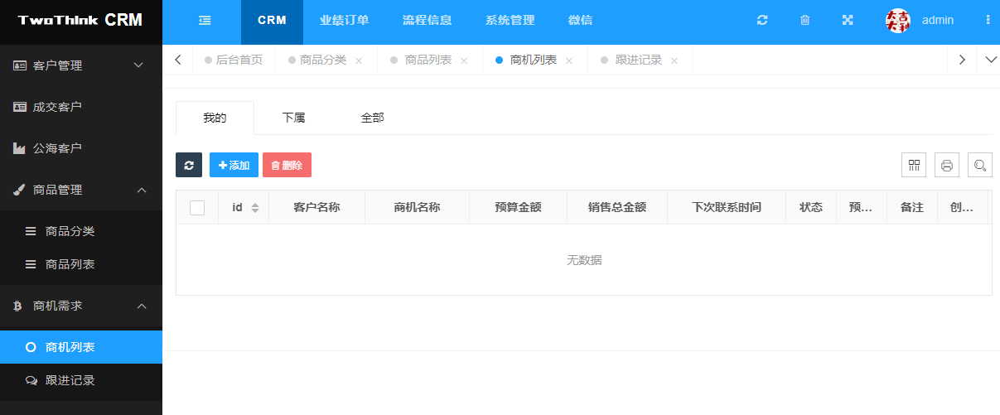 TwoThink CRM
CRM 业绩订单 流程信息 系统管理 微信 大吉大利 admin
后台首页 商品分类 商品列表 商机列表 跟进记录
客户管理
成交客户
公海客户
商品管理
商品分类
商品列表
商机需求
商机列表
跟进记录
我的 下属 全部
添加 删除
id 客户名称 商机名称 预算金额 销售总金额 下次联系时间 状态 预... 备注 创...
无数据